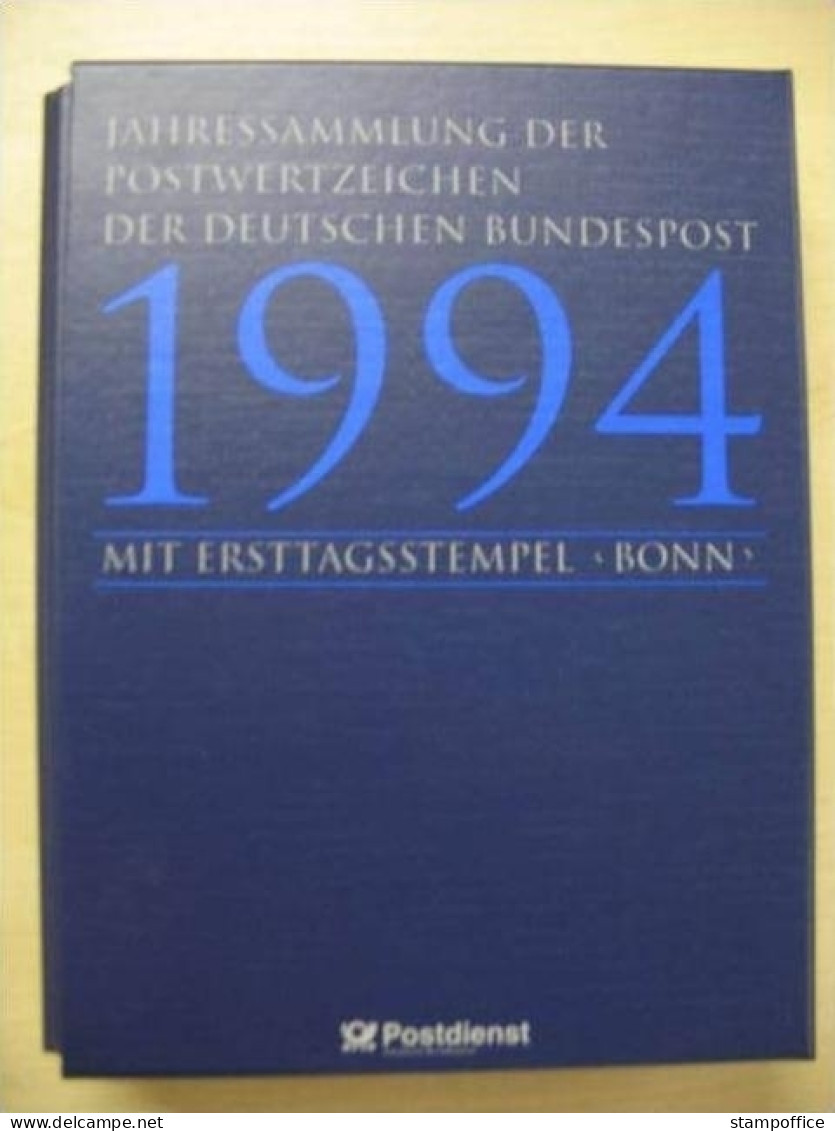 JAHRESSAMMLUNG DER
POSTWERTZEICHEN
DER DEUTSCHEN BUNDESPOST
1994
MIT ERSTTAGSSTEMPEL ‹BONN›
Postdienst
www.delcampe.net
stampoffice